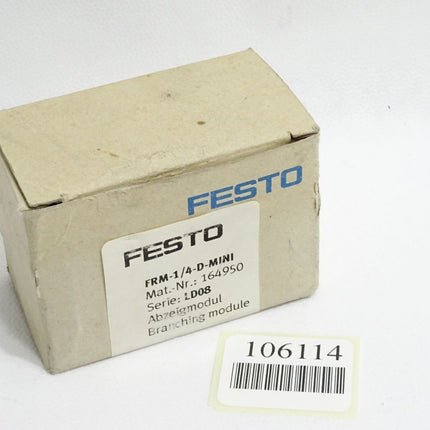 FESTO
FESTO
FRM-1/4-D-MINI
Mat.-Nr.: 164950
Serie: LD08
Abzeigmodul
Branching module
106114